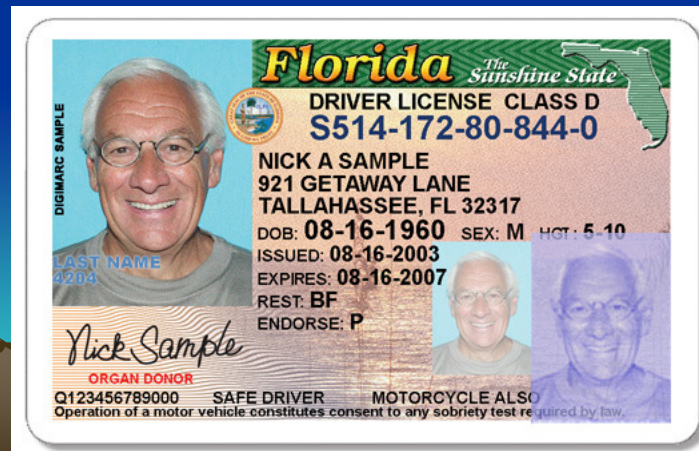 Florida The Sunshine State
DRIVER LICENSE CLASS D
S514-172-80-844-0
DIGIMARC SAMPLE
NICK A SAMPLE
921 GETAWAY LANE
TALLAHASSEE, FL 32317
DOB: 08-16-1960 SEX: M HGT: 5-10
ISSUED: 08-16-2003
EXPIRES: 08-16-2007
REST: BF
ENDORSE: P
LAST NAME
4204
Nick Sample
ORGAN DONOR
Q123456789000 SAFE DRIVER MOTORCYCLE ALSO
Operation of a motor vehicle constitutes consent to any sobriety test required by law.